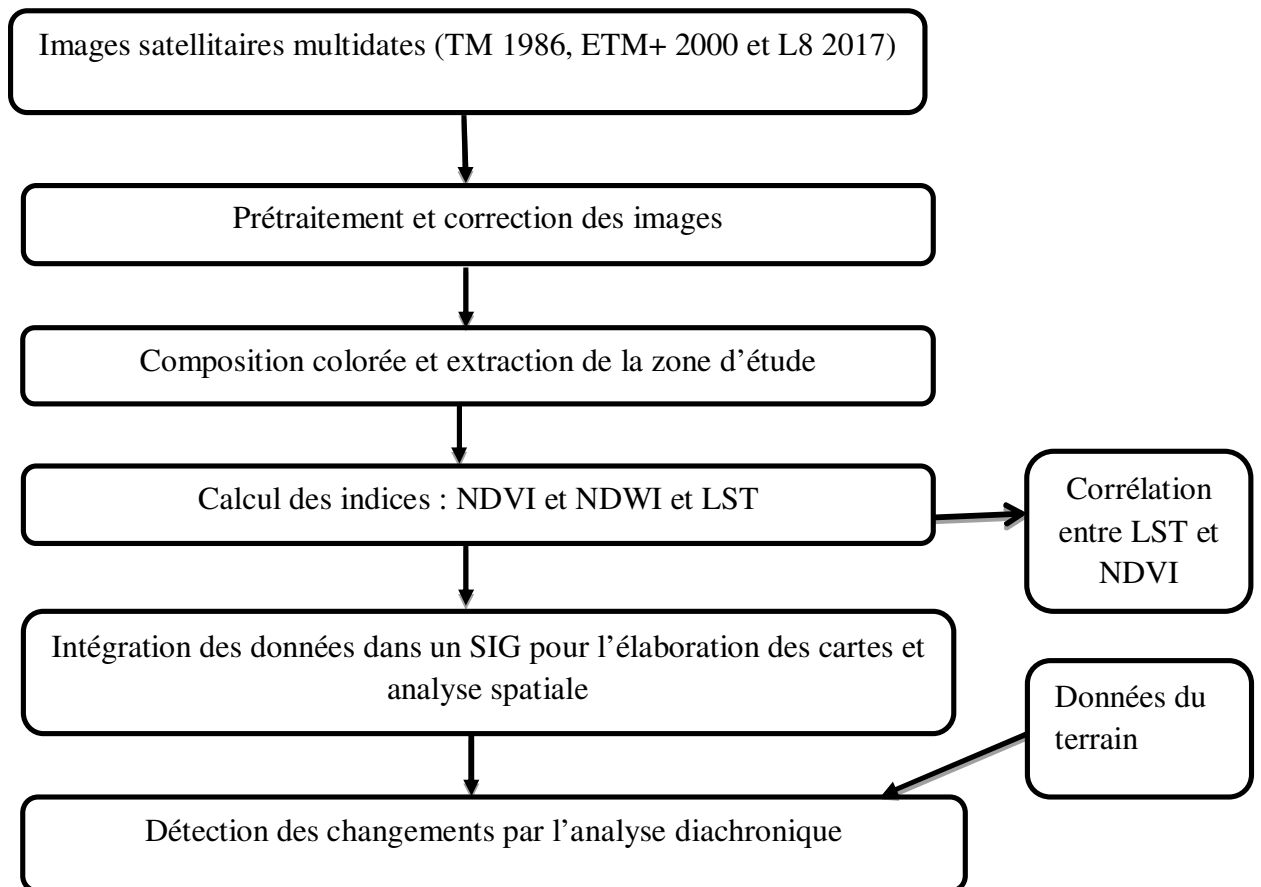 Images satellitaires multidates (TM 1986, ETM+ 2000 et L8 2017)
Prétraitement et correction des images
Composition colorée et extraction de la zone d’étude
Calcul des indices : NDVI et NDWI et LST
Corrélation
entre LST et
NDVI
Intégration des données dans un SIG pour l’élaboration des cartes et
analyse spatiale
Données du
terrain
Détection des changements par l’analyse diachronique